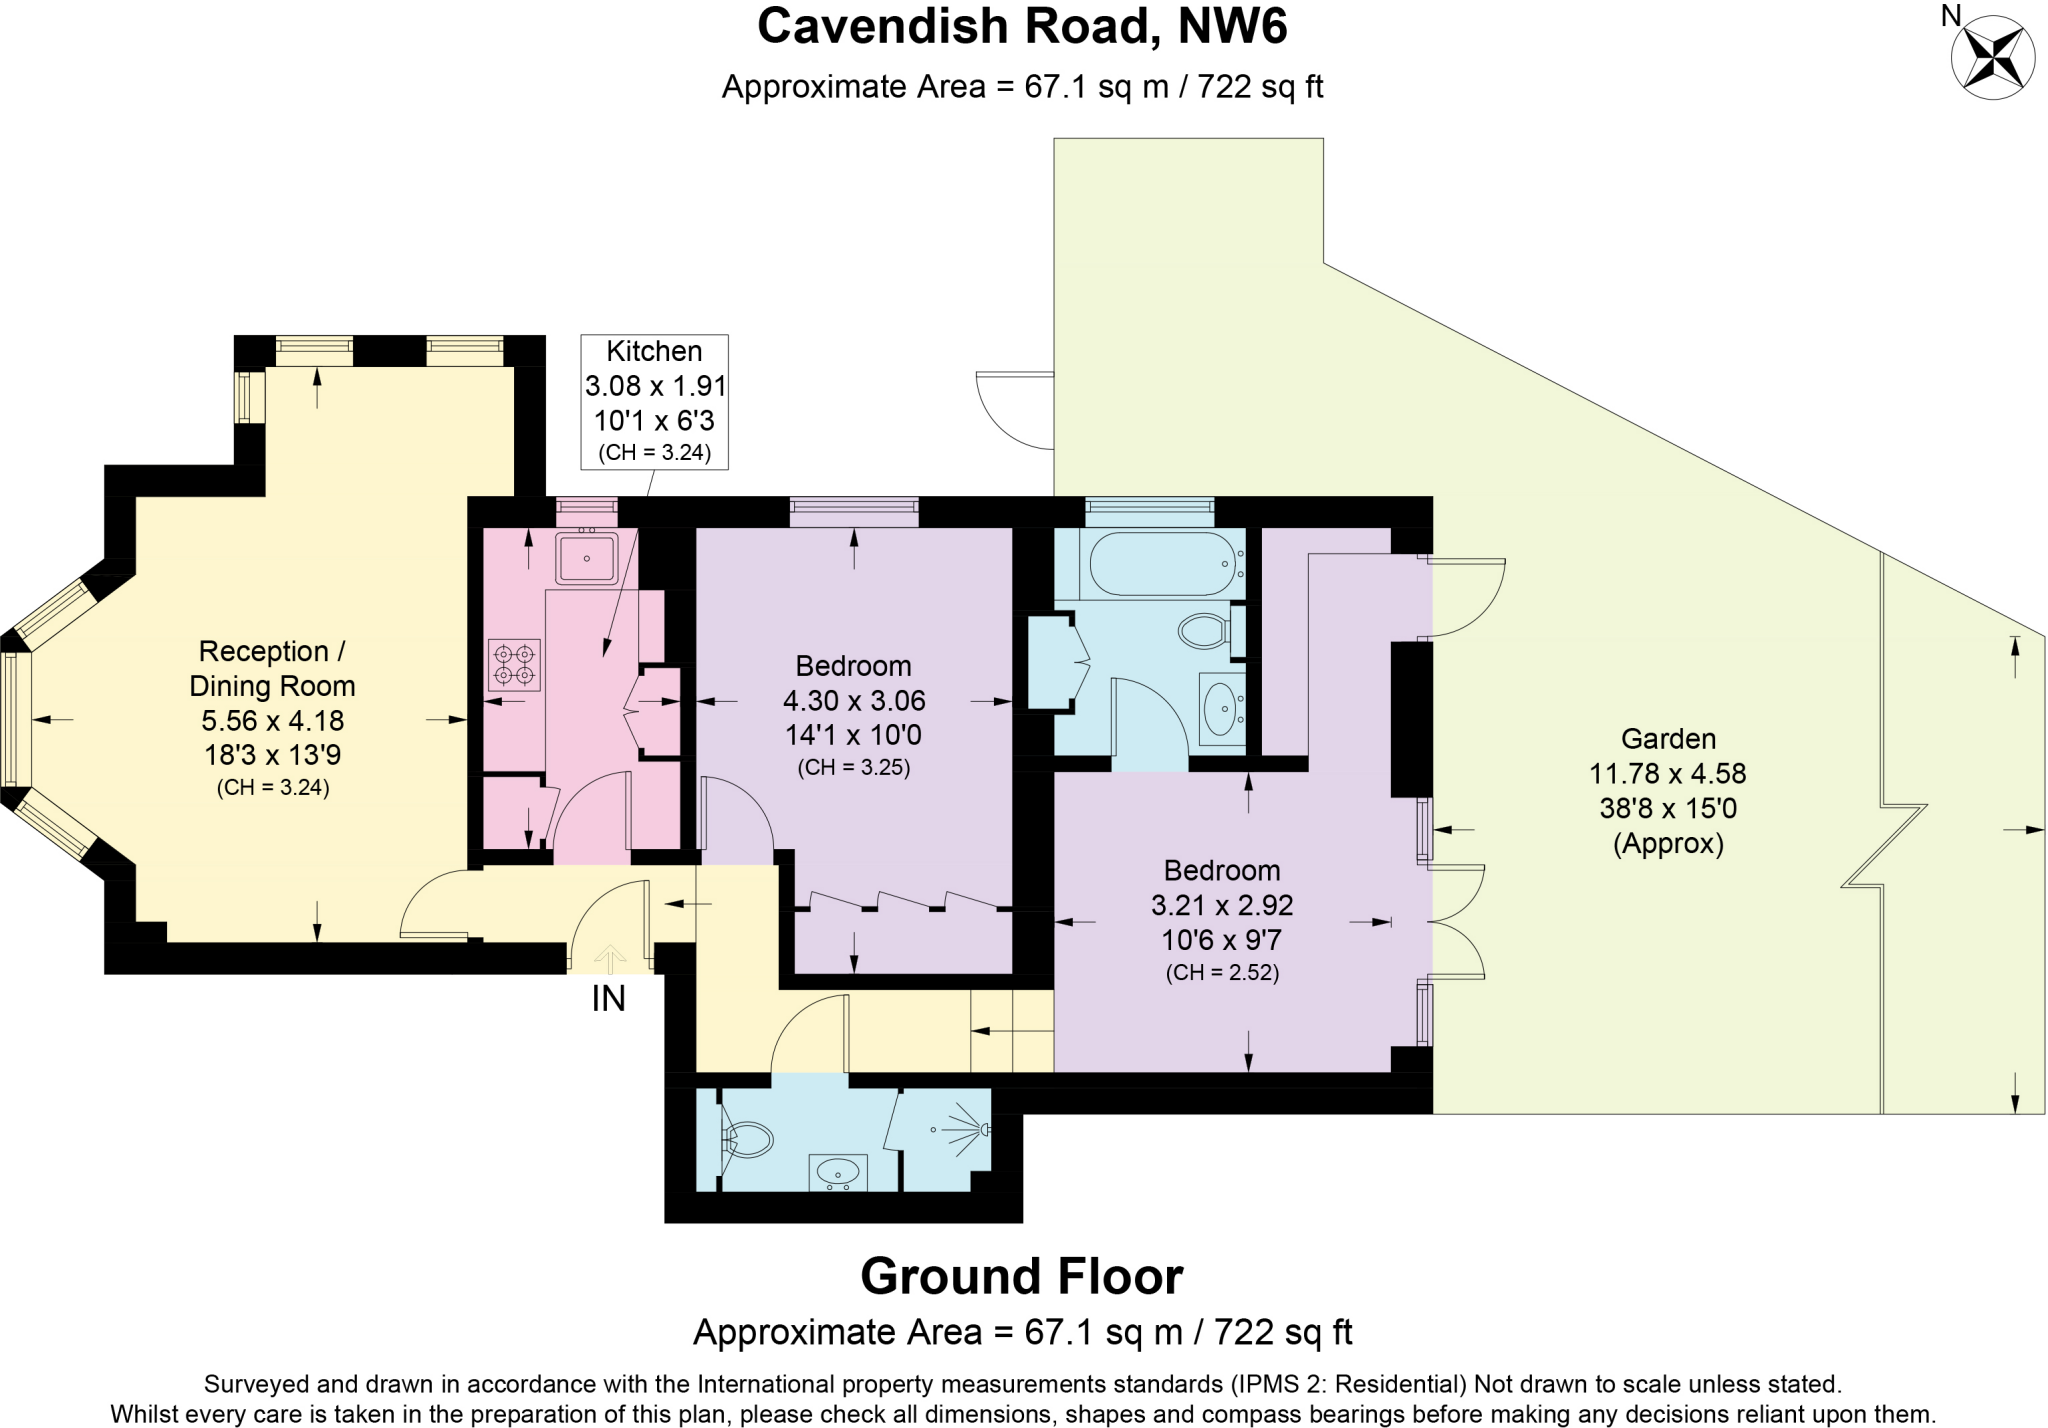 Cavendish Road, NW6
Approximate Area = 67.1 sq m / 722 sq ft
N
Kitchen
3.08 x 1.91
10'1 x 6'3
(CH = 3.24)
Reception /
Dining Room
5.56 x 4.18
18'3 x 13'9
(CH = 3.24)
Bedroom
4.30 x 3.06
14'1 x 10'0
(CH = 3.25)
Bedroom
3.21 x 2.92
10'6 x 9'7
(CH = 2.52)
Garden
11.78 x 4.58
38'8 x 15'0
(Approx)
IN
Ground Floor
Approximate Area = 67.1 sq m / 722 sq ft
Surveyed and drawn in accordance with the International property measurements standards (IPMS 2: Residential) Not drawn to scale unless stated.
Whilst every care is taken in the preparation of this plan, please check all dimensions, shapes and compass bearings before making any decisions reliant upon them.